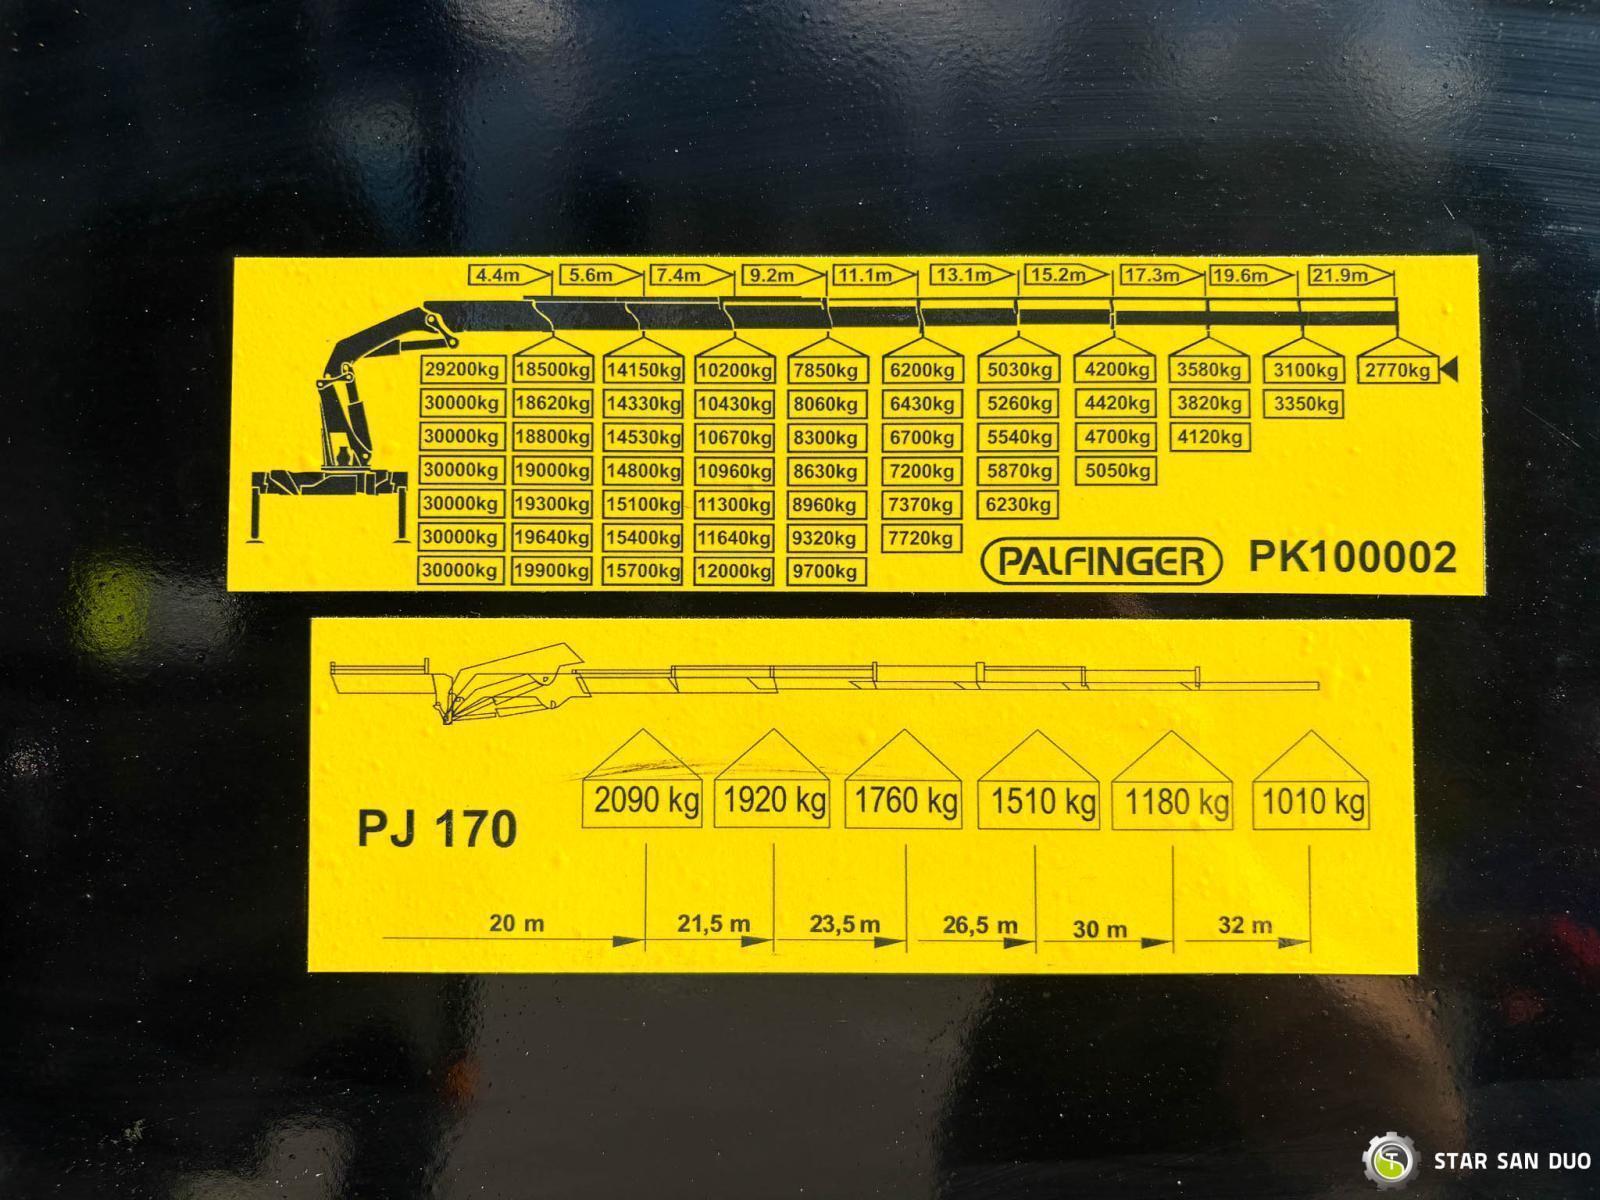 4.4m 5.6m 7.4m 9.2m 11.1m 13.1m 15.2m 17.3m 19.6m 21.9m
29200kg 18500kg 14150kg 10200kg 7850kg 6200kg 5030kg 4200kg 3580kg 3100kg 2770kg
30000kg 18620kg 14330kg 10430kg 8060kg 6430kg 5260kg 4420kg 3820kg 3350kg
30000kg 18800kg 14530kg 10670kg 8300kg 6700kg 5540kg 4700kg 4120kg
30000kg 19000kg 14800kg 10960kg 8630kg 7200kg 5870kg 5050kg
30000kg 19300kg 15100kg 11300kg 8960kg 7370kg 6230kg
30000kg 19640kg 15400kg 11640kg 9320kg 7720kg
30000kg 19900kg 15700kg 12000kg 9700kg
PALFINGER PK100002
2090 kg 1920 kg 1760 kg 1510 kg 1180 kg 1010 kg
PJ 170
20 m 21,5 m 23,5 m 26,5 m 30 m 32 m
STAR SAN DUO